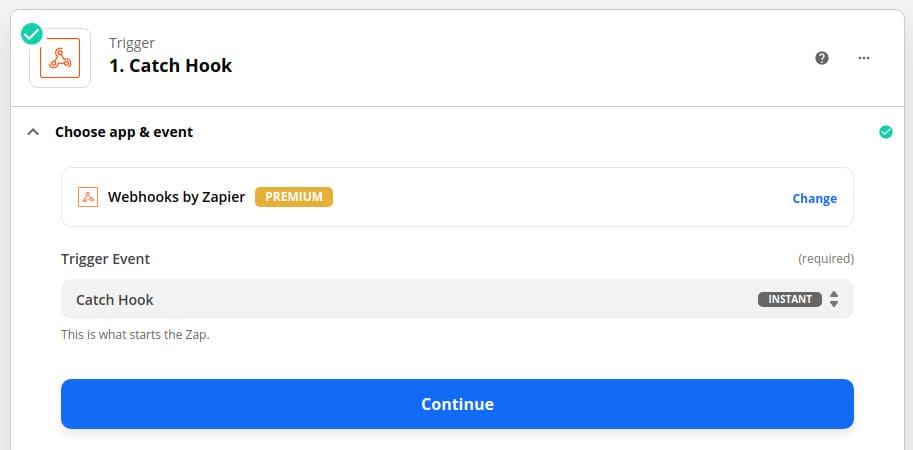 Trigger
1. Catch Hook
Choose app & event
Webhooks by Zapier PREMIUM Change
Trigger Event (required)
Catch Hook INSTANT
This is what starts the Zap.
Continue